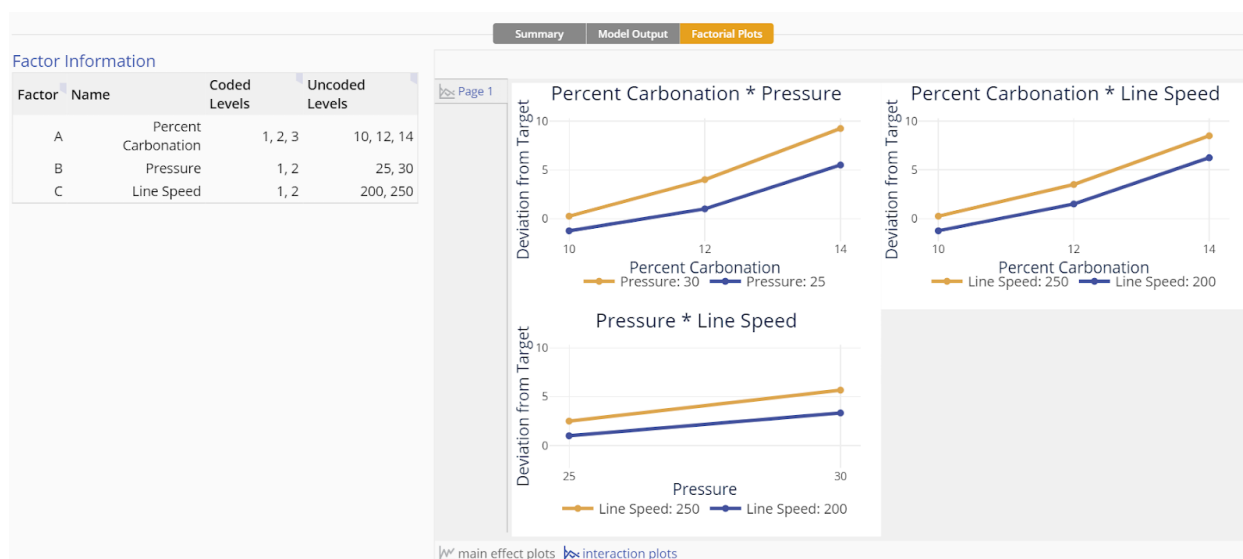 Summary Model Output Factorial Plots
Factor Information
Factor Name Coded Levels Uncoded Levels
A Percent Carbonation 1, 2, 3 10, 12, 14
B Pressure 1, 2 25, 30
C Line Speed 1, 2 200, 250
Page 1
Percent Carbonation * Pressure
Deviation from Target
10
5
0
10 12 14
Percent Carbonation
Pressure: 30 Pressure: 25
Percent Carbonation * Line Speed
Deviation from Target
10
5
0
10 12 14
Percent Carbonation
Line Speed: 250 Line Speed: 200
Pressure * Line Speed
Deviation from Target
10
5
0
25 30
Pressure
Line Speed: 250 Line Speed: 200
main effect plots interaction plots